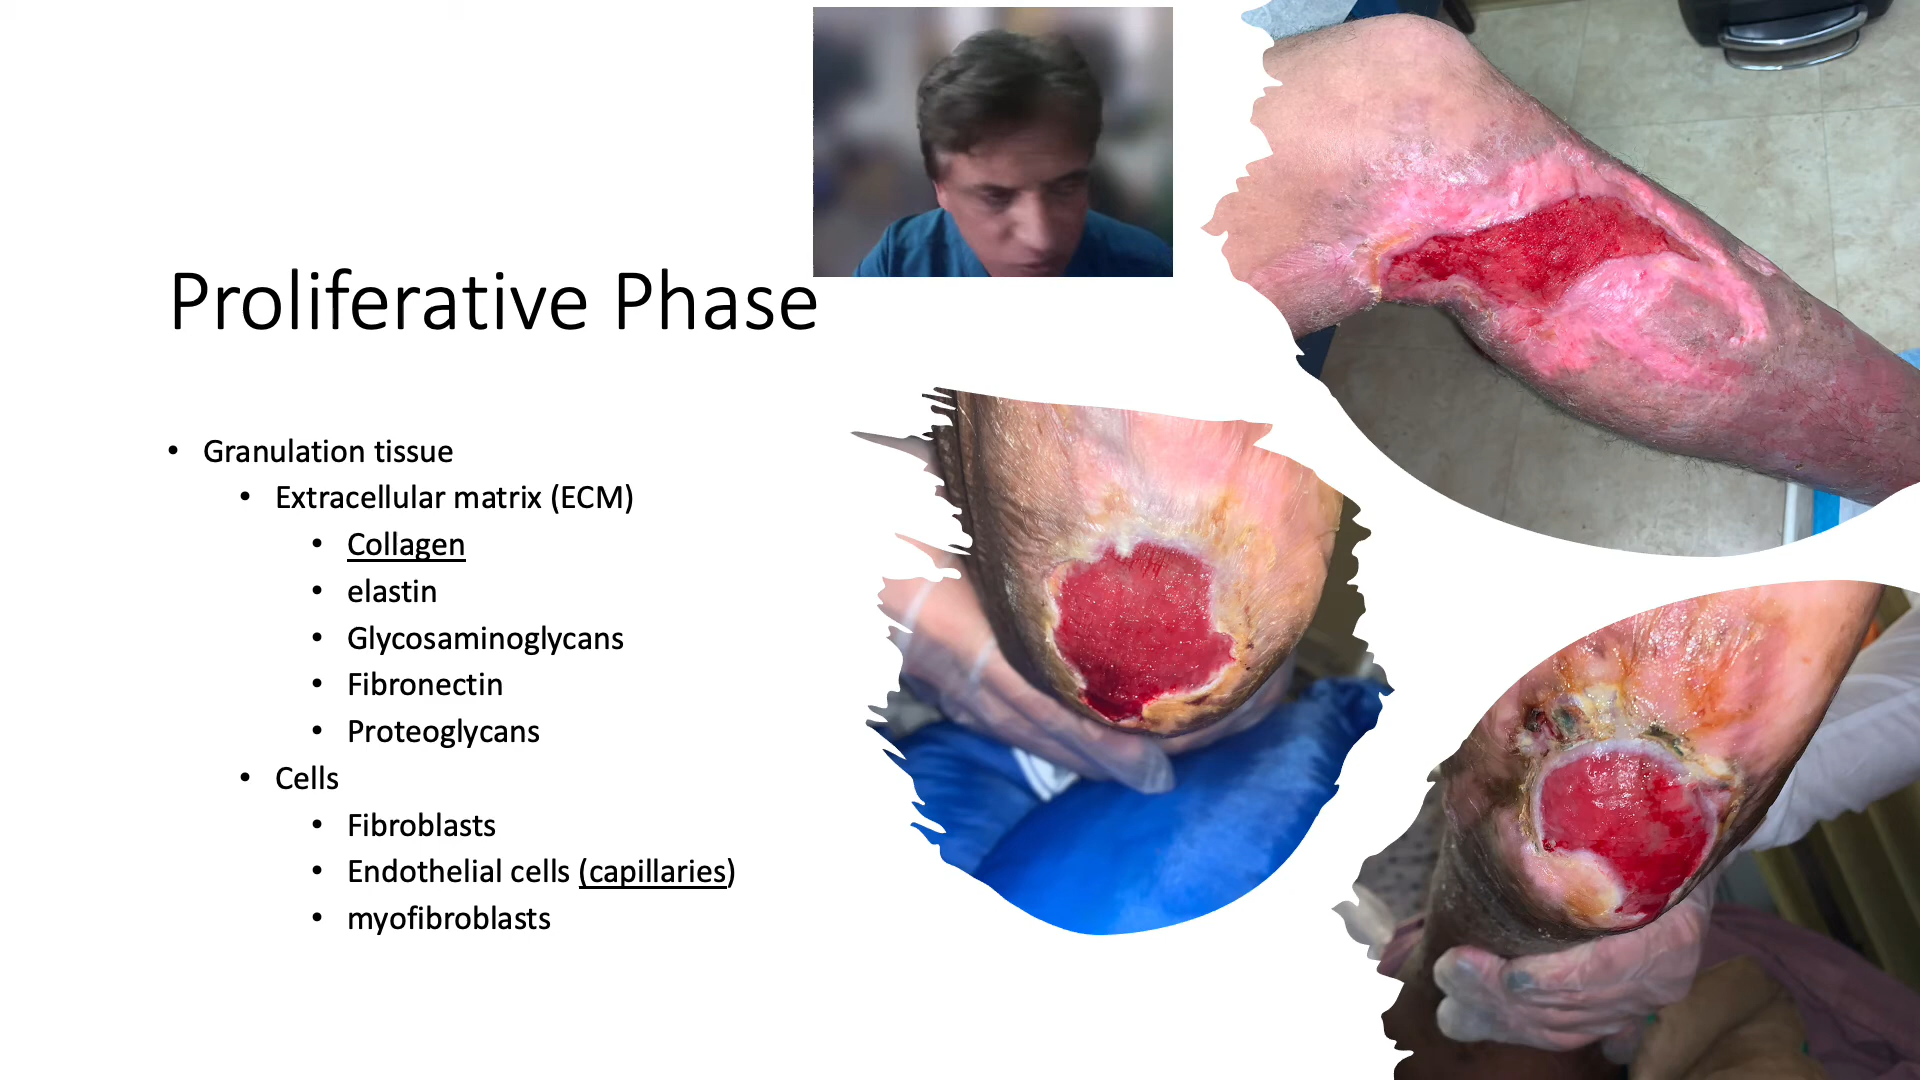 Proliferative Phase
Granulation tissue
Extracellular matrix (ECM)
Collagen
elastin
Glycosaminoglycans
Fibronectin
Proteoglycans
Cells
Fibroblasts
Endothelial cells (capillaries)
myofibroblasts